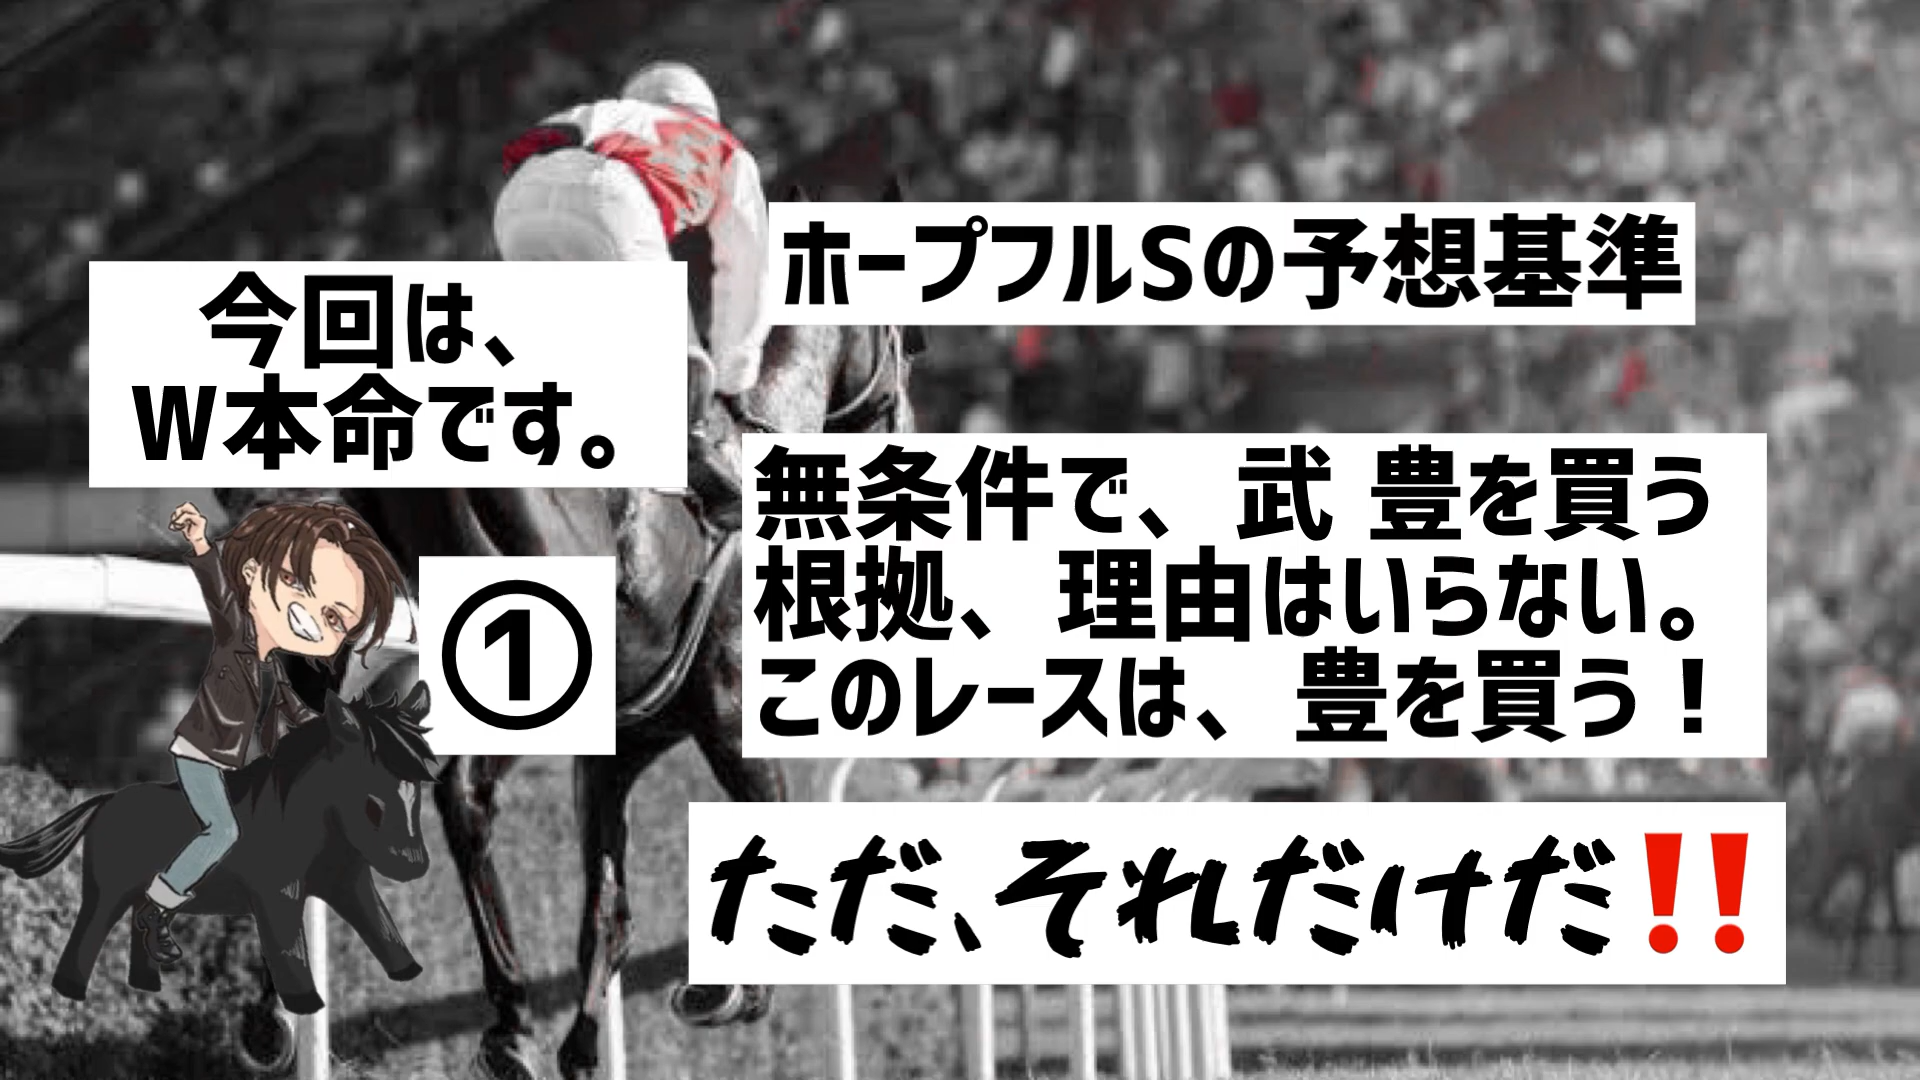 ホープフルSの予想基準
今回は、
W本命です。
①
無条件で、武 豊を買う
根拠、理由はいらない。
このレースは、豊を買う！
ただ、それだけだ‼